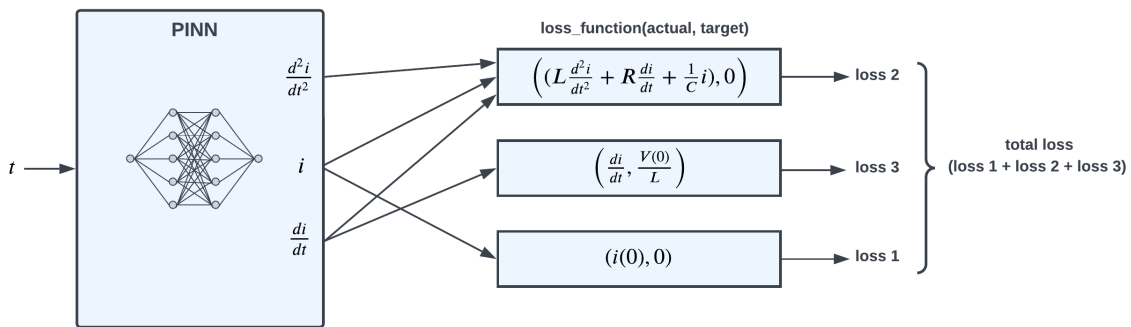 PINN
t
d²i/dt²
i
di/dt
loss_function(actual, target)
((L d²i/dt² + R di/dt + 1/C i), 0)
loss 2
(di/dt, V(0)/L)
loss 3
(i(0), 0)
loss 1
total loss
(loss 1 + loss 2 + loss 3)